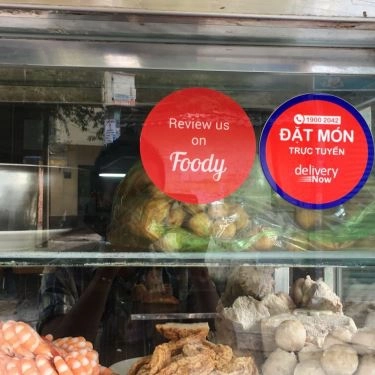 Review us
on
Foody
1900 2042
ĐẶT MÓN
TRỰC TUYẾN
delivery
Now